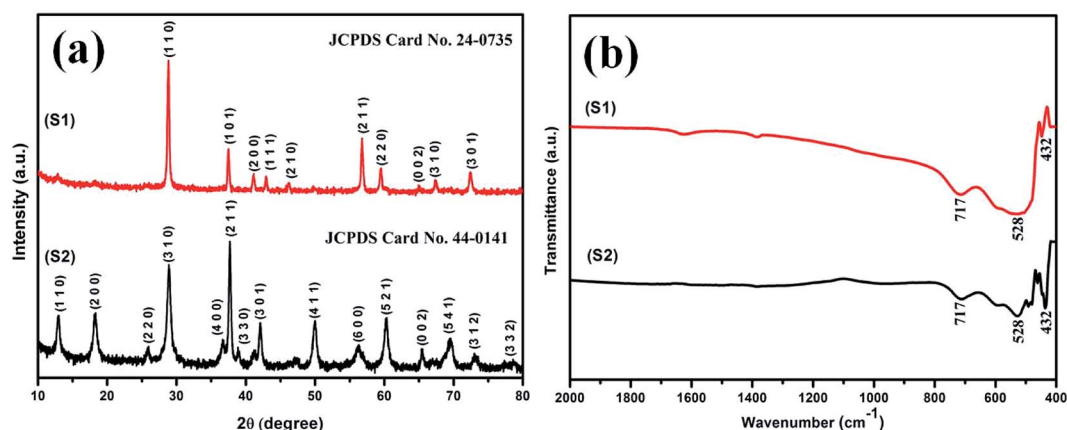 (a)
JCPDS Card No. 24-0735
(S1)
(1 1 0)
(1 0 1)
(2 0 0)
(1 1 1)
(2 1 0)
(2 1 1)
(2 2 0)
(0 0 2)
(3 1 0)
(3 0 1)
JCPDS Card No. 44-0141
(S2)
(1 1 0)
(2 0 0)
(2 2 0)
(3 1 0)
(4 0 0)
(2 1 1)
(3 3 0)
(3 0 1)
(4 1 1)
(6 0 0)
(5 2 1)
(0 0 2)
(5 4 1)
(3 1 2)
(3 3 2)
Intensity (a.u.)
10 20 30 40 50 60 70 80
2θ (degree)
(b)
(S1)
717
528
432
(S2)
717
528
432
Transmittance (a.u.)
2000 1800 1600 1400 1200 1000 800 600 400
Wavenumber (cm⁻¹)